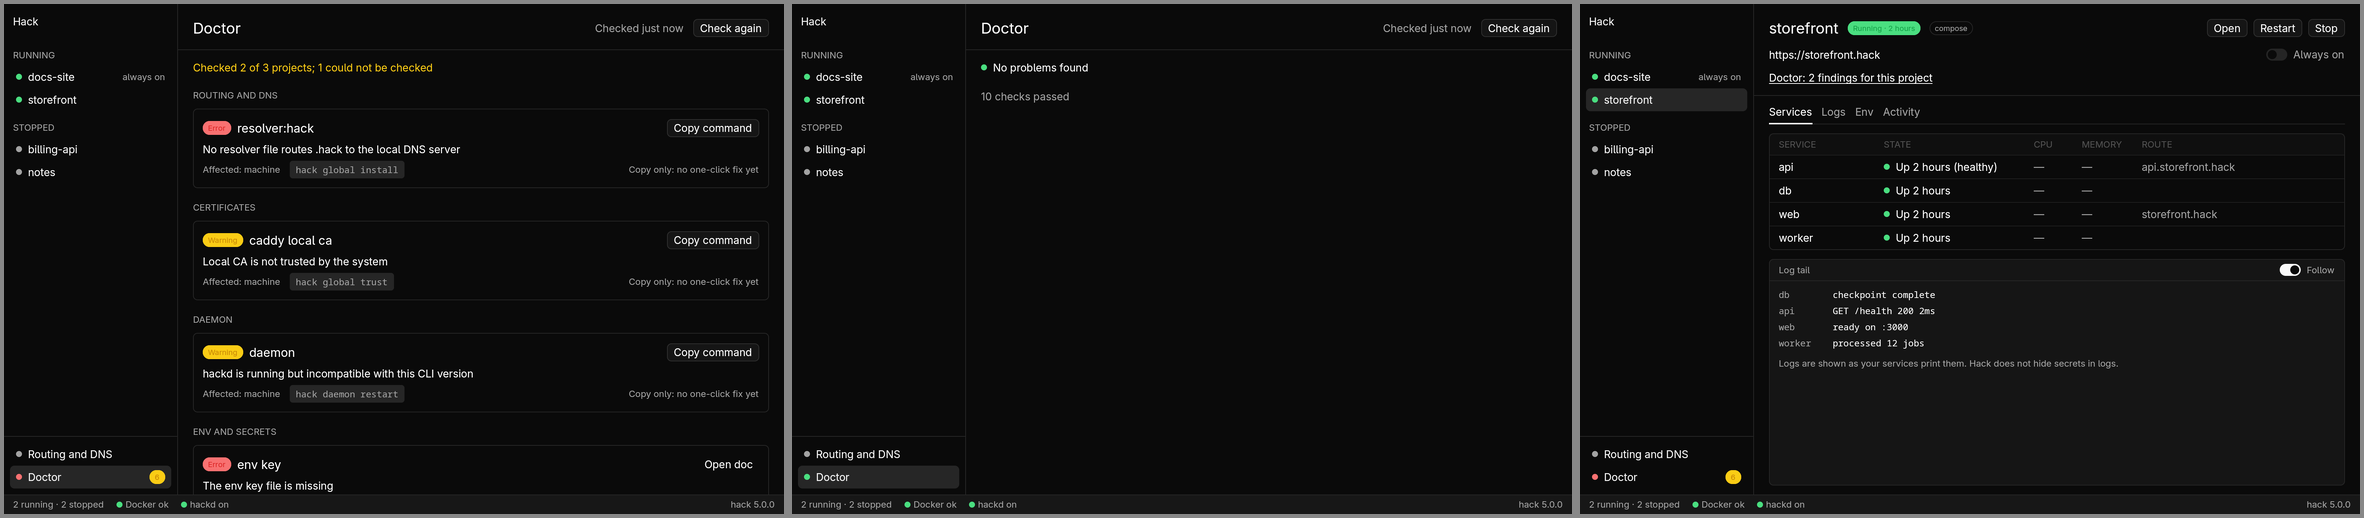 Hack
RUNNING
docs-site always on
storefront
STOPPED
billing-api
notes
Routing and DNS
Doctor
2 running · 2 stopped Docker ok hackd on hack 5.0.0
Doctor Checked just now Check again
Checked 2 of 3 projects; 1 could not be checked
ROUTING AND DNS
Error resolver:hack Copy command
No resolver file routes .hack to the local DNS server
Affected: machine hack global install Copy only: no one-click fix yet
CERTIFICATES
Warning caddy local ca Copy command
Local CA is not trusted by the system
Affected: machine hack global trust Copy only: no one-click fix yet
DAEMON
Warning daemon Copy command
hackd is running but incompatible with this CLI version
Affected: machine hack daemon restart Copy only: no one-click fix yet
ENV AND SECRETS
Error env key Open doc
The env key file is missing
Hack
RUNNING
docs-site always on
storefront
STOPPED
billing-api
notes
Routing and DNS
Doctor
2 running · 2 stopped Docker ok hackd on hack 5.0.0
Doctor Checked just now Check again
No problems found
10 checks passed
Hack
RUNNING
docs-site always on
storefront
STOPPED
billing-api
notes
Routing and DNS
Doctor
2 running · 2 stopped Docker ok hackd on hack 5.0.0
storefront Running · 2 hours compose Open Restart Stop
https://storefront.hack Always on
Doctor: 2 findings for this project
Services Logs Env Activity
SERVICE STATE CPU MEMORY ROUTE
api Up 2 hours (healthy) — — api.storefront.hack
db Up 2 hours — —
web Up 2 hours — — storefront.hack
worker Up 2 hours — —
Log tail Follow
db checkpoint complete
api GET /health 200 2ms
web ready on :3000
worker processed 12 jobs
Logs are shown as your services print them. Hack does not hide secrets in logs.